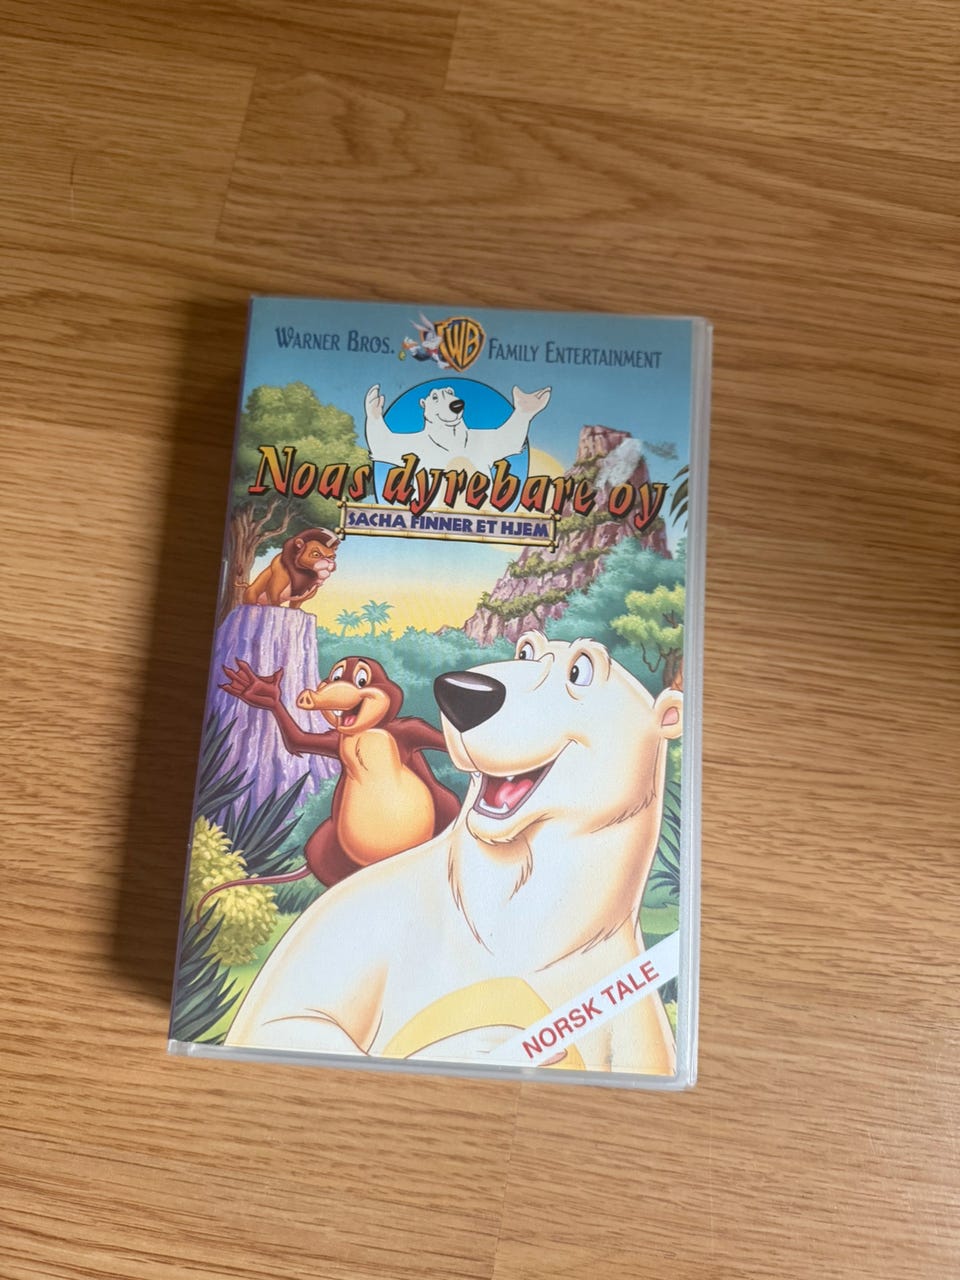 WARNER BROS. WB FAMILY ENTERTAINMENT
Noas dyrebare øy
SACHA FINNER ET HJEM
NORSK TALE